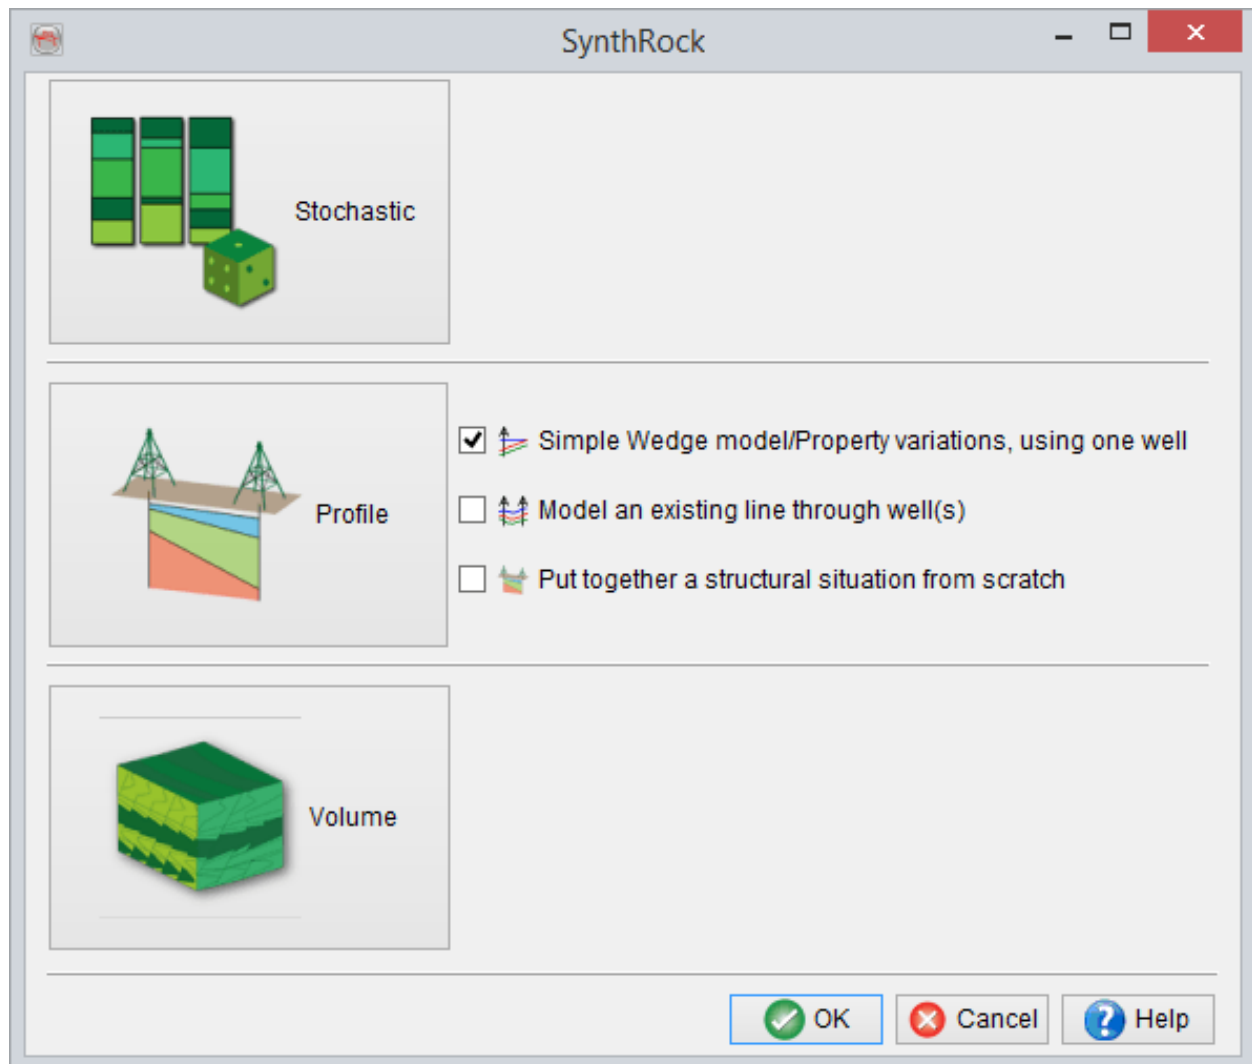 SynthRock
Stochastic
Profile
Simple Wedge model/Property variations, using one well
Model an existing line through well(s)
Put together a structural situation from scratch
Volume
OK
Cancel
Help